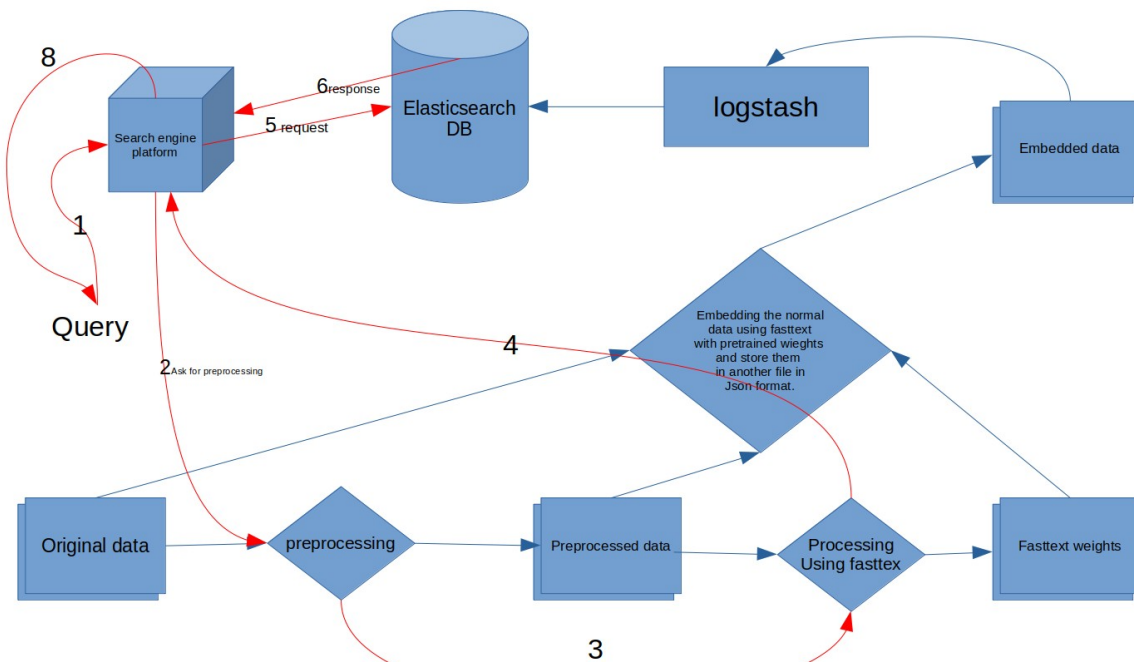 8
6response
Elasticsearch
DB
logstash
Search engine
platform
5 request
Embedded data
1
Query
Embedding the normal
data using fasttext
with pretrained wieghts
and store them
in another file in
Json format.
4
2Ask for preprocessing
Original data
preprocessing
Preprocessed data
Processing
Using fasttex
Fasttext weights
3